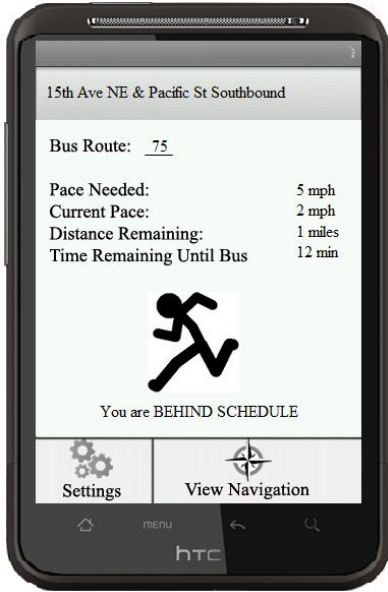 15th Ave NE & Pacific St Southbound
Bus Route: 75
Pace Needed: 5 mph
Current Pace: 2 mph
Distance Remaining: 1 miles
Time Remaining Until Bus 12 min
You are BEHIND SCHEDULE
Settings View Navigation
menu
htc